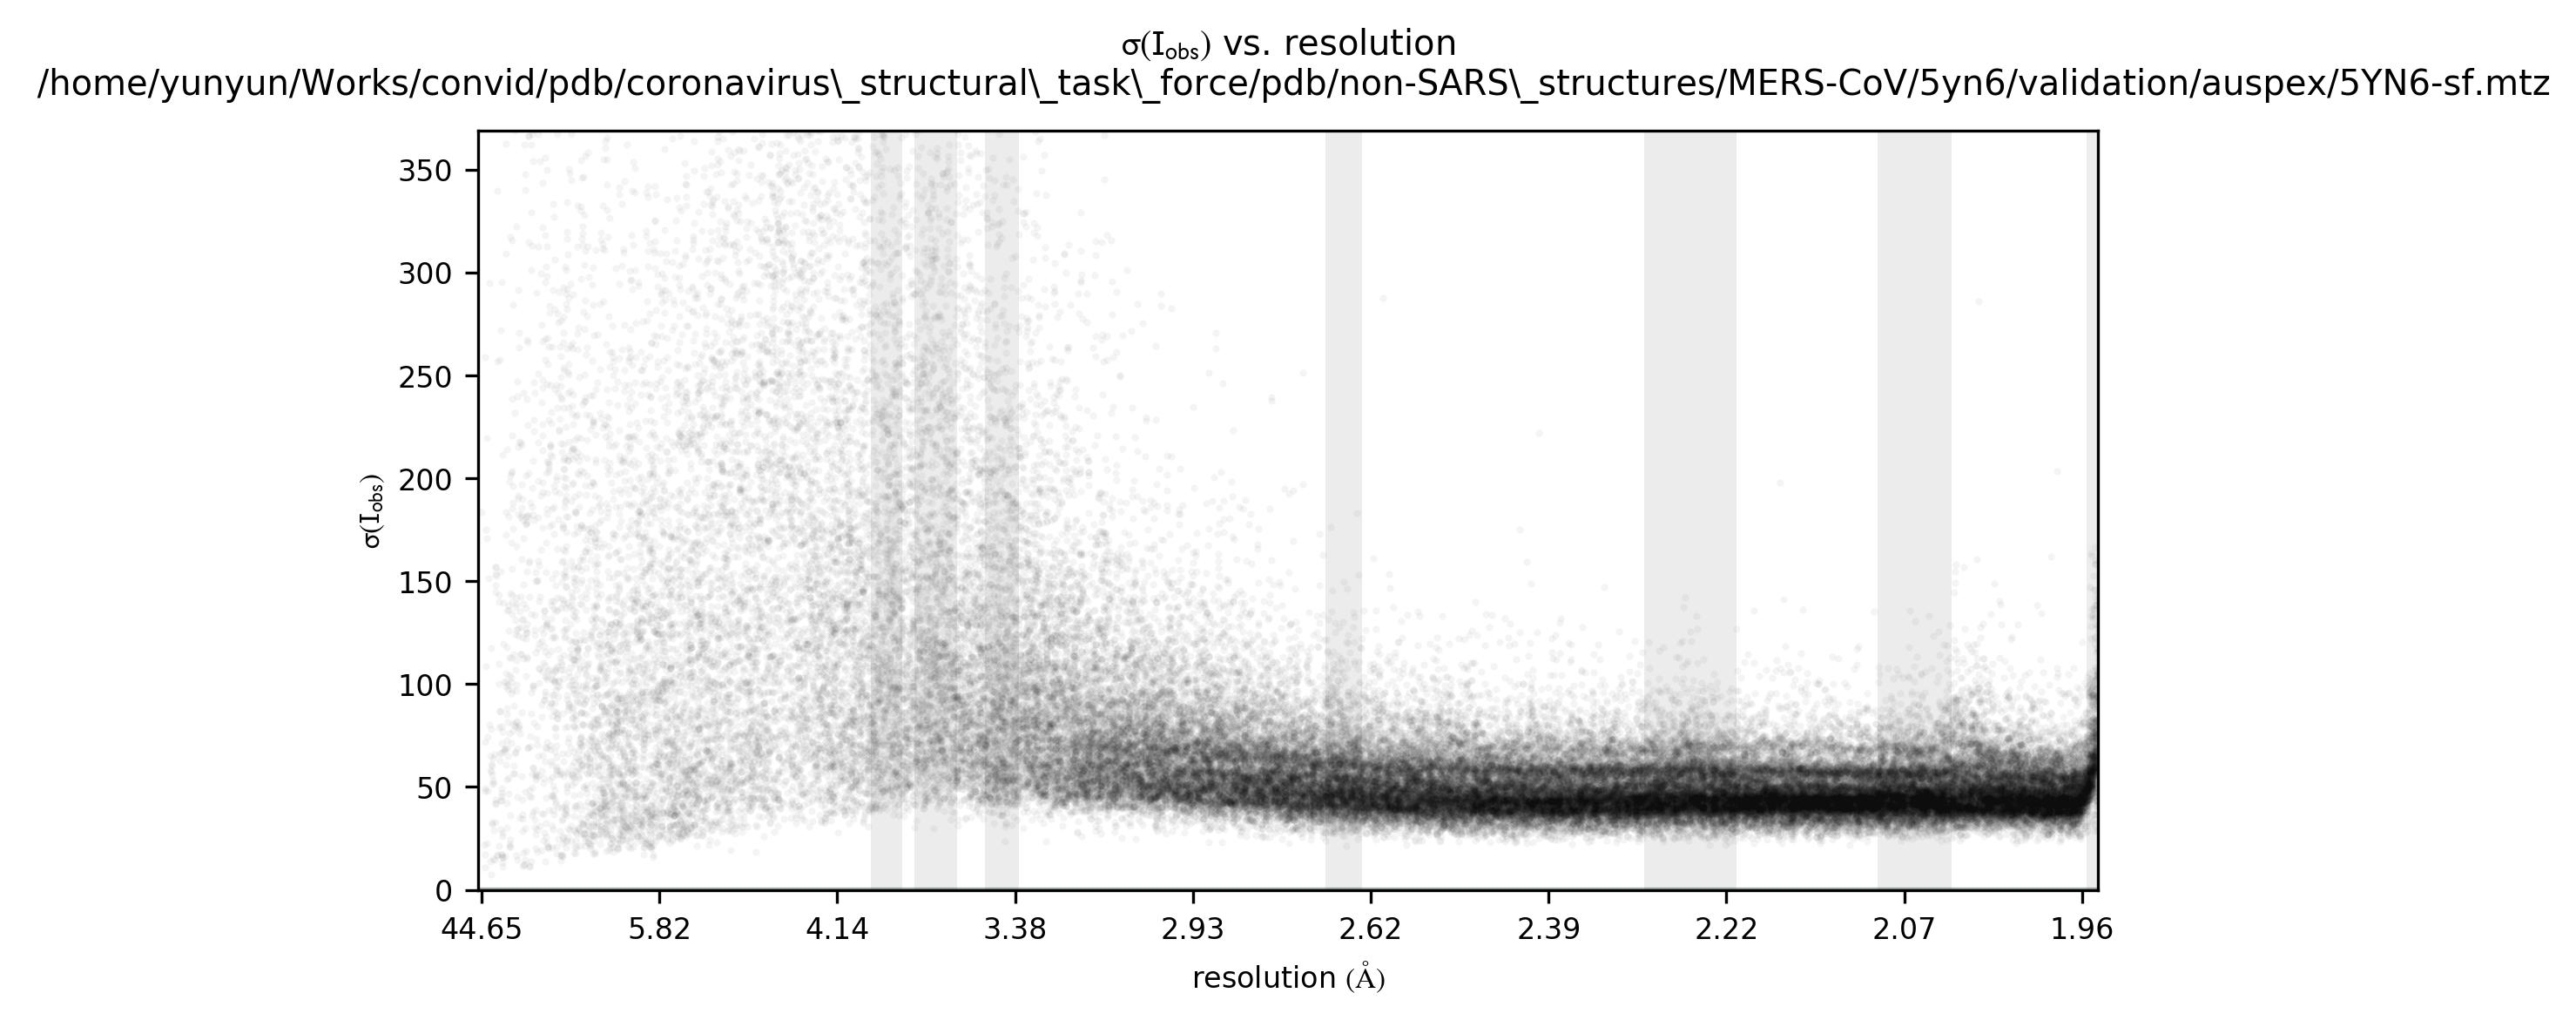 σ(I_obs) vs. resolution
/home/yunyun/Works/convid/pdb/coronavirus\_structural\_task\_force/pdb/non-SARS\_structures/MERS-CoV/5yn6/validation/auspex/5YN6-sf.mtz
350
300
250
200
150
100
50
0
σ(I_obs)
44.65 5.82 4.14 3.38 2.93 2.62 2.39 2.22 2.07 1.96
resolution (Å)